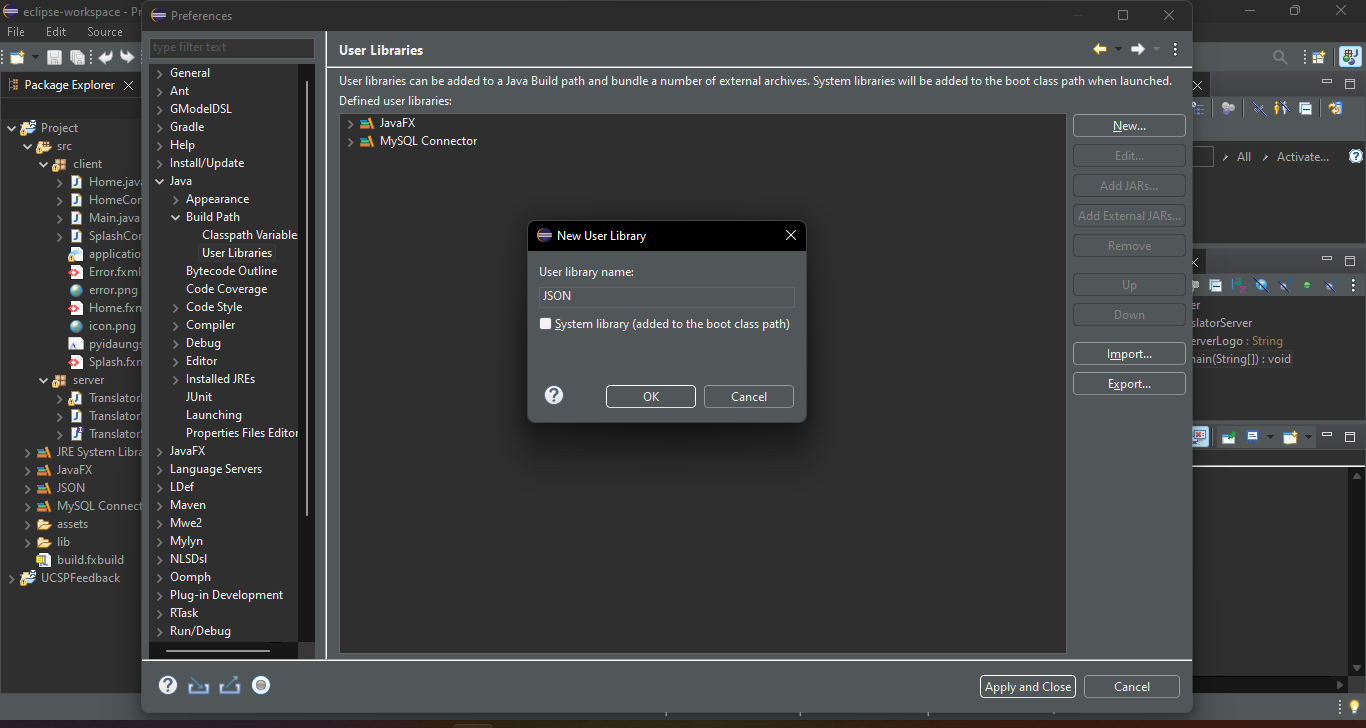 eclipse-workspace - Pr
File Edit Source
Package Explorer
Project
src
client
Home.java
HomeCon
Main.java
SplashCon
applicatio
Error.fxml
error.png
Home.fxm
icon.png
pyidaungs
Splash.fxm
server
Translator
Translator
Translator
JRE System Libra
JavaFX
JSON
MySQL Connect
assets
lib
build.fxbuild
UCSPFeedback
Preferences
type filter text
General
Ant
GModelDSL
Gradle
Help
Install/Update
Java
Appearance
Build Path
Classpath Variable
User Libraries
Bytecode Outline
Code Coverage
Code Style
Compiler
Debug
Editor
Installed JREs
JUnit
Launching
Properties Files Editor
JavaFX
Language Servers
LDef
Maven
Mwe2
Mylyn
NLSDsl
Oomph
Plug-in Development
RTask
Run/Debug
User Libraries
User libraries can be added to a Java Build path and bundle a number of external archives. System libraries will be added to the boot class path when launched.
Defined user libraries:
JavaFX
MySQL Connector
New...
Edit...
Add JARs...
Add External JARs...
Remove
Up
Down
Import...
Export...
New User Library
User library name:
JSON
System library (added to the boot class path)
OK
Cancel
Apply and Close
Cancel
All
Activate...
er
slatorServer
erverLogo : String
main(String[]) : void